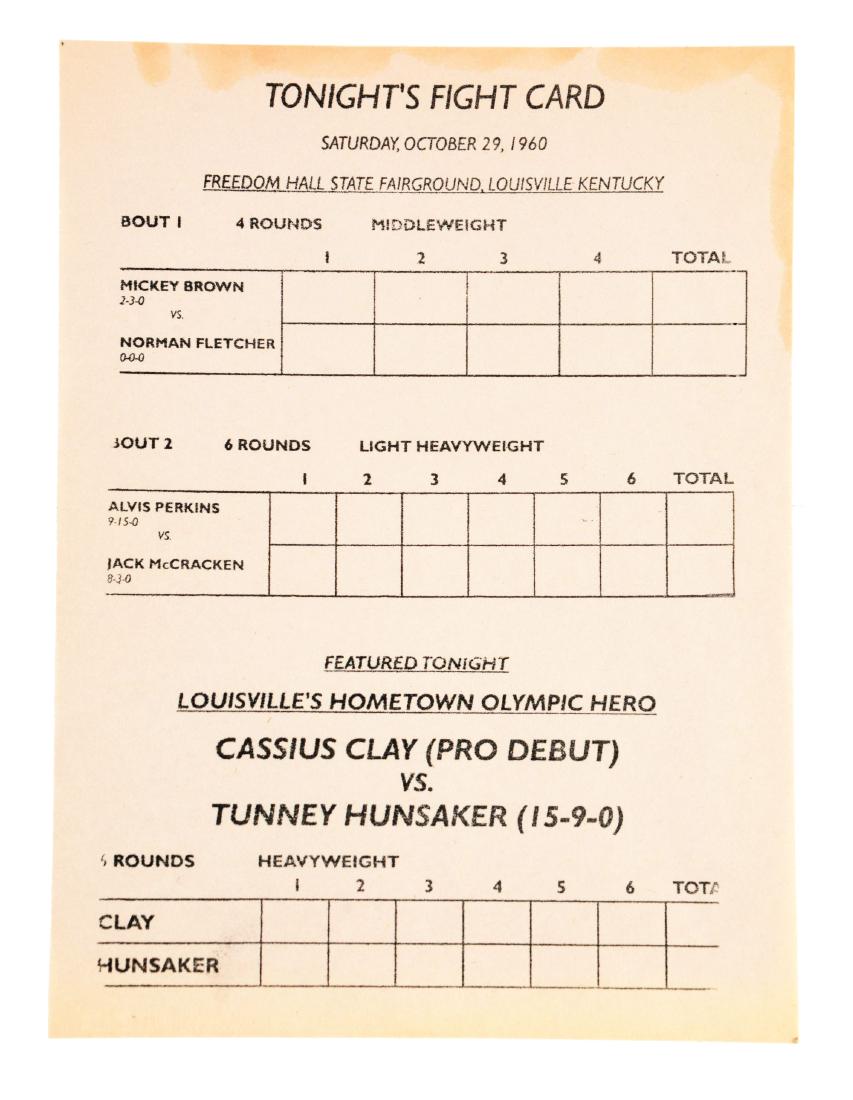 TONIGHT'S FIGHT CARD
SATURDAY, OCTOBER 29, 1960
FREEDOM HALL STATE FAIRGROUND, LOUISVILLE KENTUCKY
BOUT 1 4 ROUNDS MIDDLEWEIGHT
1 2 3 4 TOTAL
MICKEY BROWN
2-3-0
VS.
NORMAN FLETCHER
0-0-0
BOUT 2 6 ROUNDS LIGHT HEAVYWEIGHT
1 2 3 4 5 6 TOTAL
ALVIS PERKINS
9-15-0
VS.
JACK McCRACKEN
8-3-0
FEATURED TONIGHT
LOUISVILLE'S HOMETOWN OLYMPIC HERO
CASSIUS CLAY (PRO DEBUT)
VS.
TUNNEY HUNSAKER (15-9-0)
ROUNDS HEAVYWEIGHT
1 2 3 4 5 6 TOTA
CLAY
HUNSAKER